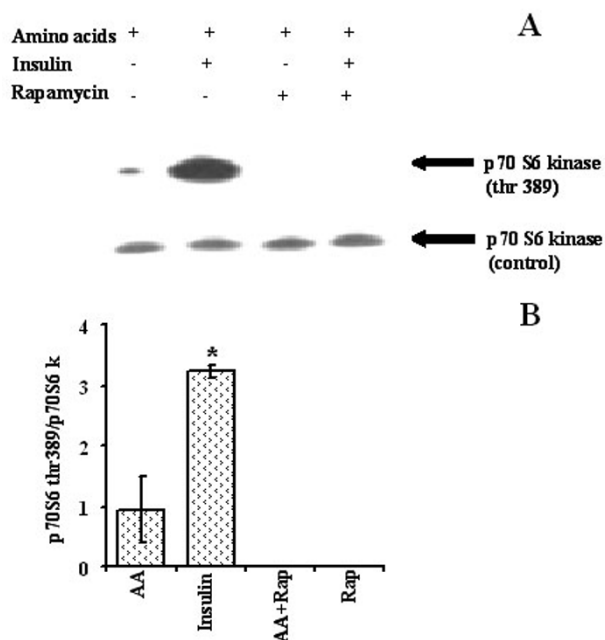 A
Amino acids + + + +
Insulin - + - +
Rapamycin - - + +
p70 S6 kinase
(thr 389)
p70 S6 kinase
(control)
B
p70S6 thr389/p70S6 k
4
3
2
1
0
*
AA
Insulin
AA+Rap
Rap